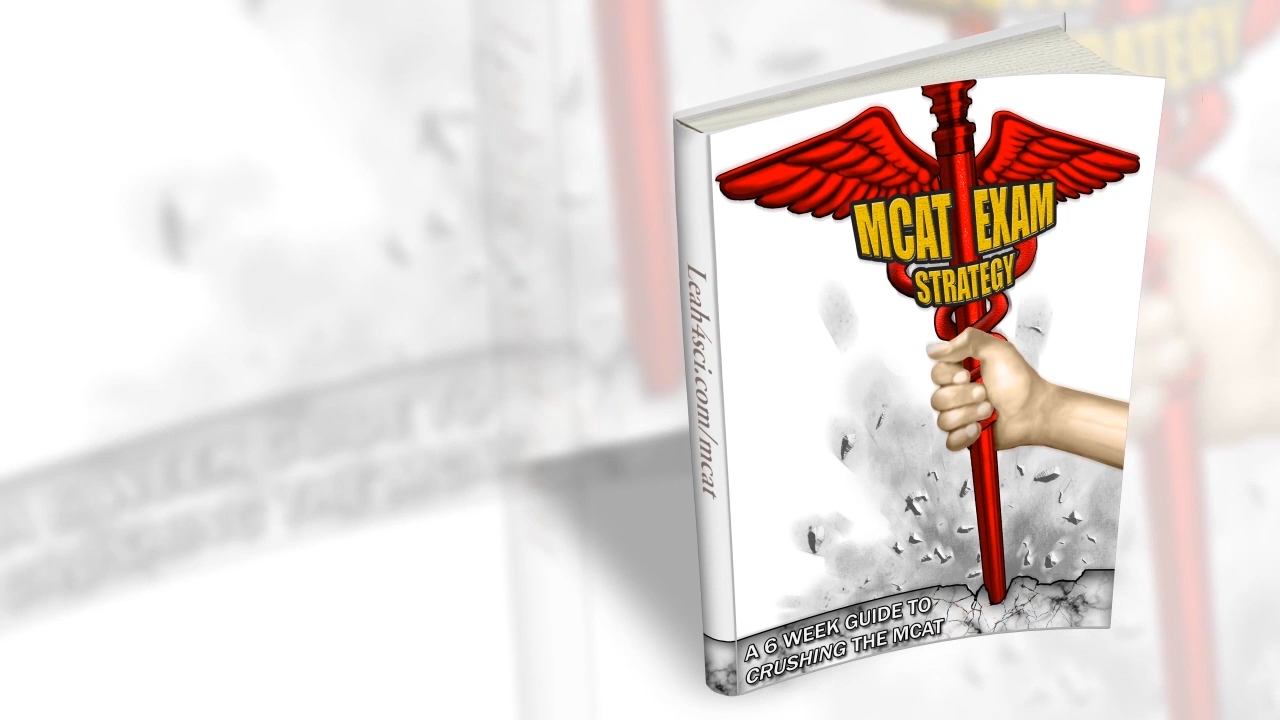 MCAT EXAM
STRATEGY
Leah4sci.com/mcat
A 6 WEEK GUIDE TO
CRUSHING THE MCAT